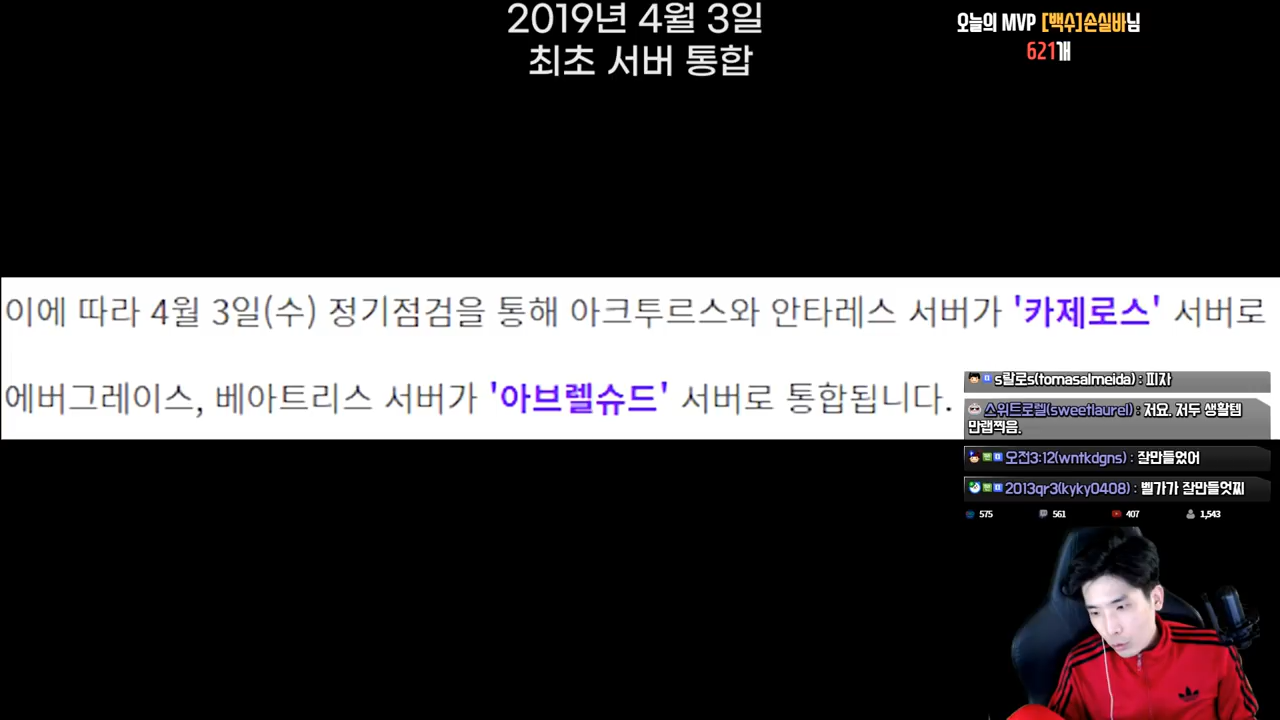 2019년 4월 3일
최초 서버 통합
오늘의 MVP [백수]손실바님
621개
이에 따라 4월 3일(수) 정기점검을 통해 아크투르스와 안타레스 서버가 '카제로스' 서버로
에버그레이스, 베아트리스 서버가 '아브렐슈드' 서버로 통합됩니다.
s랄로s(tomasalmeida) : 피자
스위트로렐(sweetlaurel) : 저요. 저두 생활템
만랩찍음.
오전3:12(wntkdgns) : 잘만들었어
2013qr3(kyky0408) : 벨가가 잘만들엇찌
575 561 407 1,543